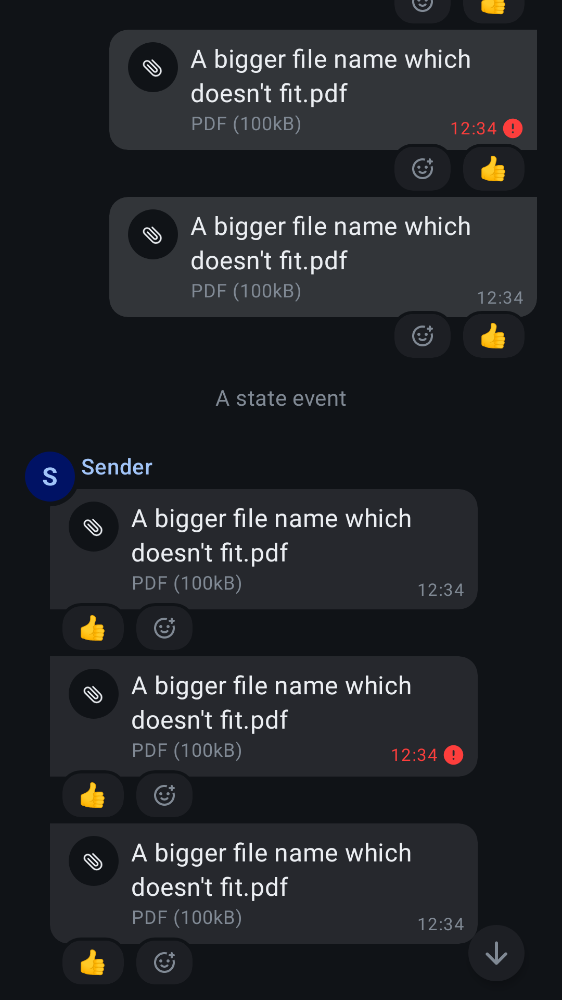 A bigger file name which
doesn't fit.pdf
PDF (100kB)
12:34
A bigger file name which
doesn't fit.pdf
PDF (100kB)
12:34
A state event
S
Sender
A bigger file name which
doesn't fit.pdf
PDF (100kB)
12:34
A bigger file name which
doesn't fit.pdf
PDF (100kB)
12:34
A bigger file name which
doesn't fit.pdf
PDF (100kB)
12:34